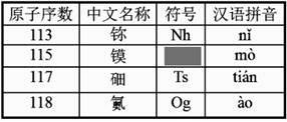 原子序数 中文名称 符号 汉语拼音
113 鿭 Nh nǐ
115 镆 mò
117 鿬 Ts tián
118 鿫 Og ào